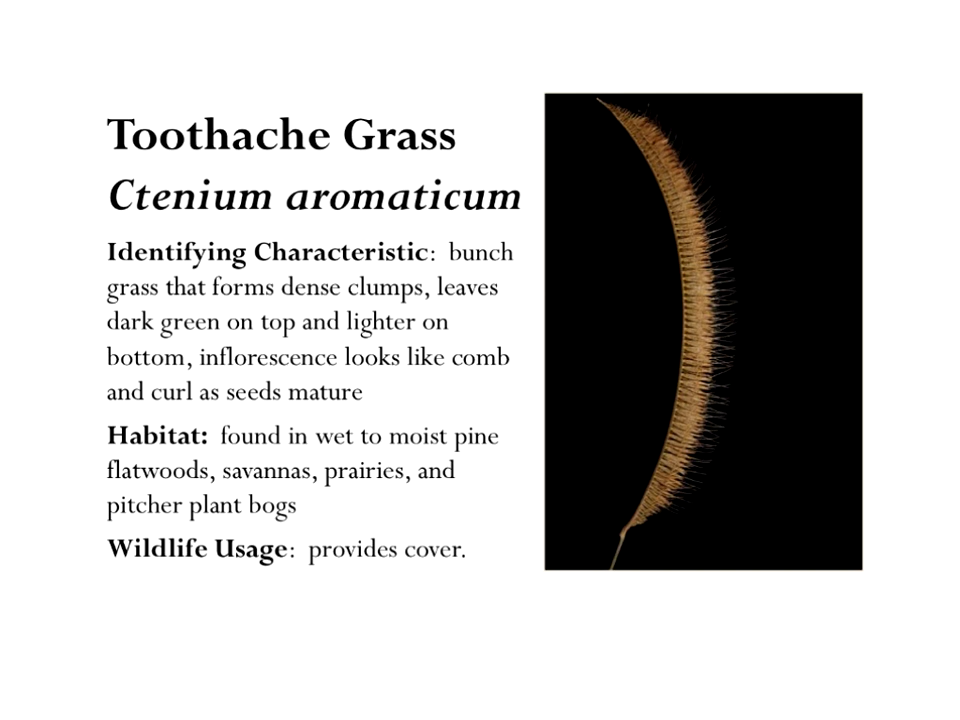 Toothache Grass
Ctenium aromaticum
Identifying Characteristic:  bunch
grass that forms dense clumps, leaves
dark green on top and lighter on
bottom, inflorescence looks like comb
and curl as seeds mature
Habitat:  found in wet to moist pine
flatwoods, savannas, prairies, and
pitcher plant bogs
Wildlife Usage:  provides cover.